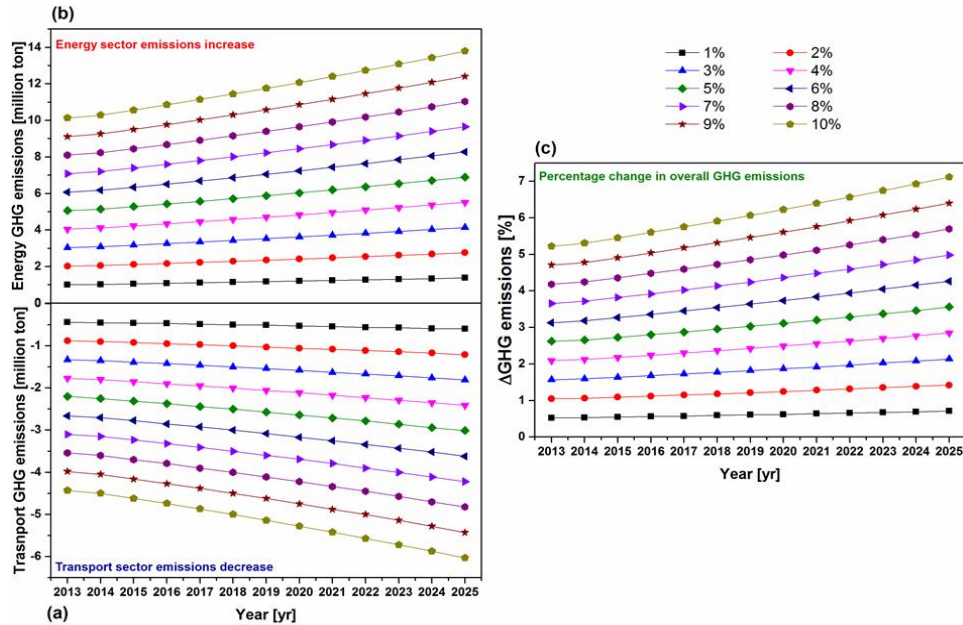 (b)
Energy sector emissions increase
Energy GHG emissions [million ton]
14
12
10
8
6
4
2
0
Trasnport GHG emissions [million ton]
-1
-2
-3
-4
-5
-6
Transport sector emissions decrease
2013 2014 2015 2016 2017 2018 2019 2020 2021 2022 2023 2024 2025
Year [yr]
(a)
1% 2%
3% 4%
5% 6%
7% 8%
9% 10%
(c)
Percentage change in overall GHG emissions
ΔGHG emissions [%]
7
6
5
4
3
2
1
0
2013 2014 2015 2016 2017 2018 2019 2020 2021 2022 2023 2024 2025
Year [yr]